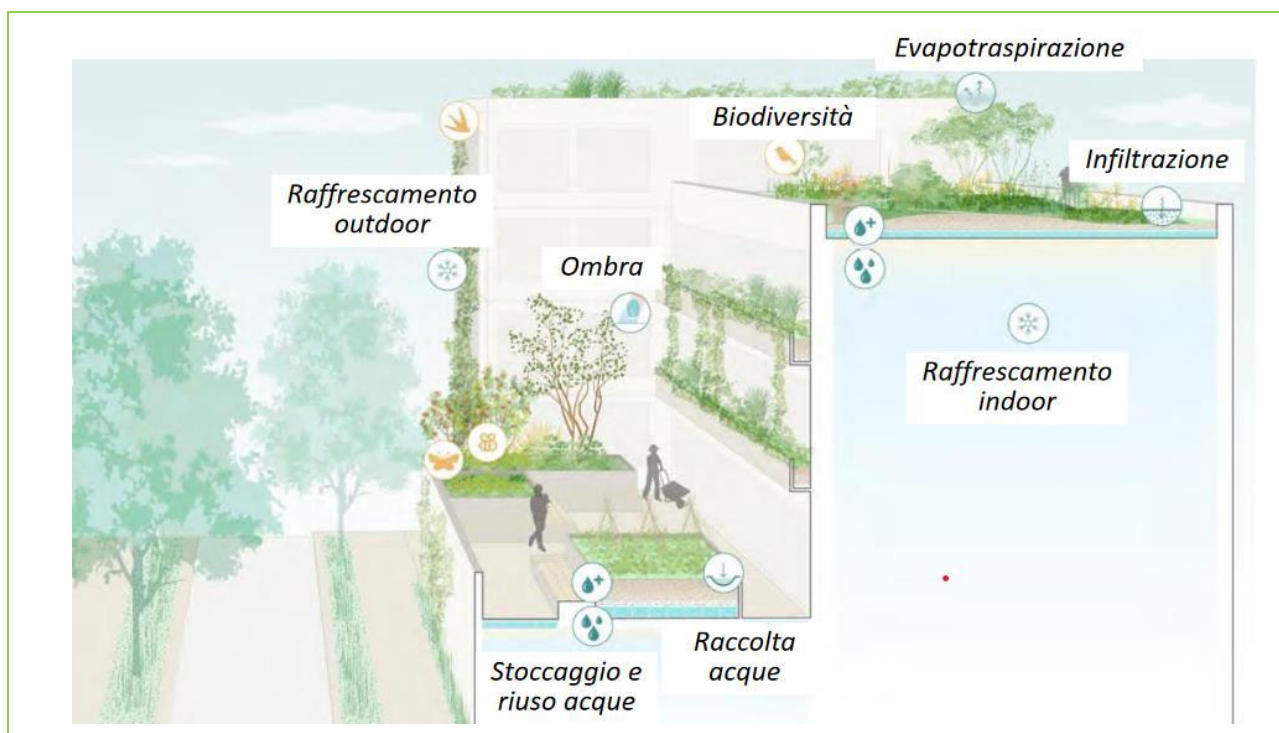 Evapotraspirazione
Biodiversità
Infiltrazione
Raffrescamento
outdoor
Ombra
Raffrescamento
indoor
Raccolta
acque
Stoccaggio e
riuso acque